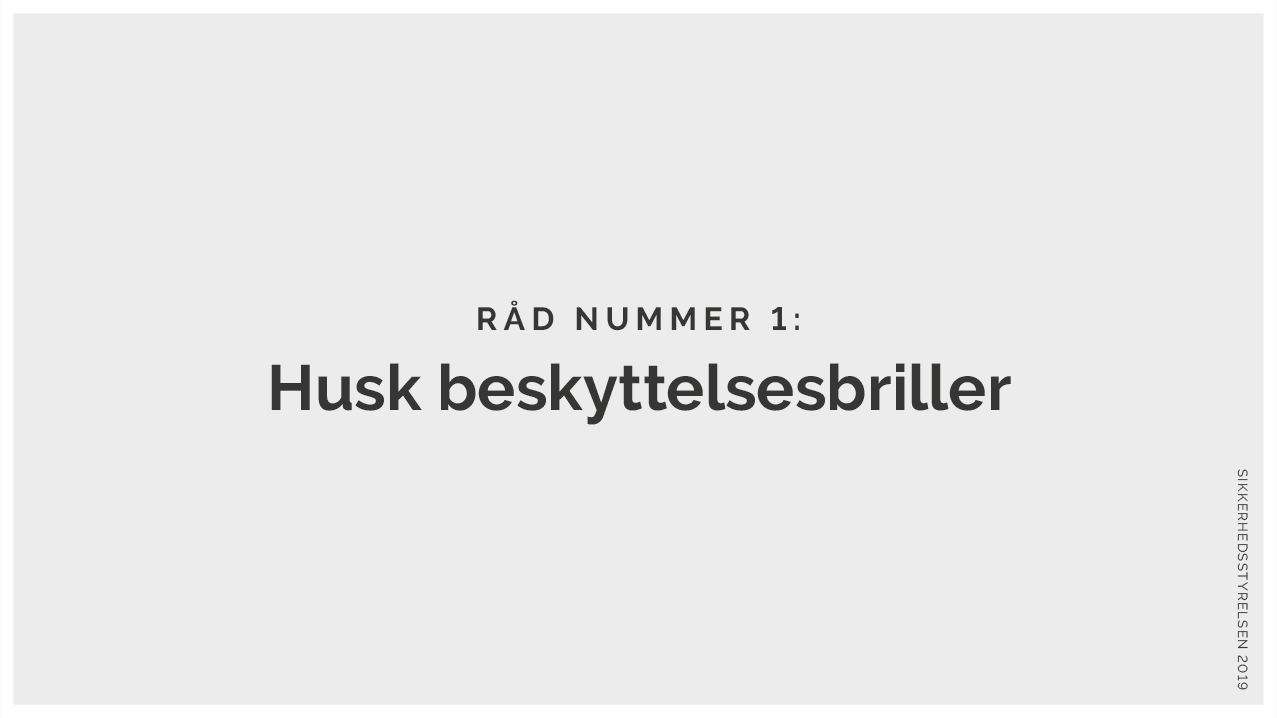 RÅD NUMMER 1:
Husk beskyttelsesbriller
SIKKERHEDSSTYRELSEN 2019